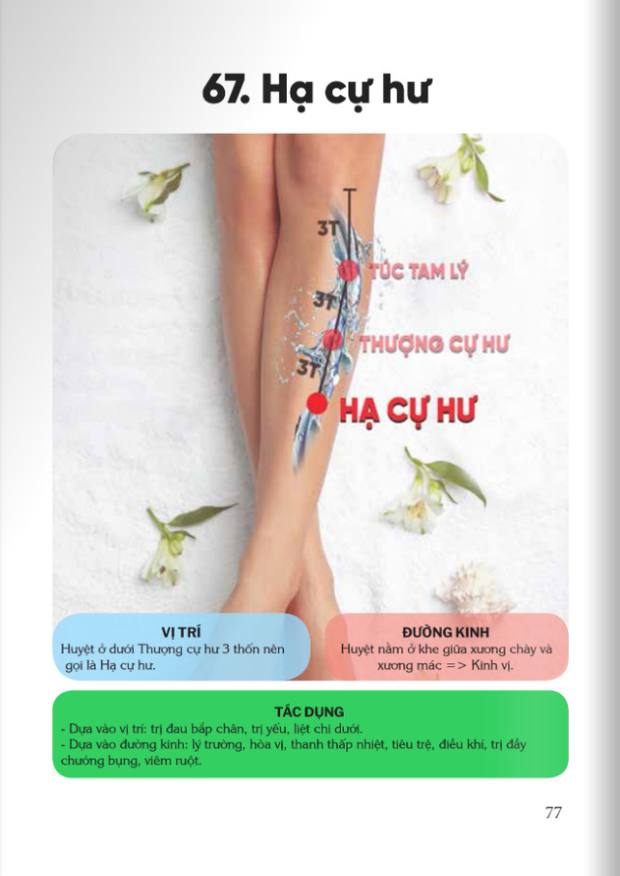 67. Hạ cự hư
3T
TÚC TAM LÝ
3T
THƯỢNG CỰ HƯ
3T
HẠ CỰ HƯ
VỊ TRÍ
Huyệt ở dưới Thượng cự hư 3 thốn nên
gọi là Hạ cự hư.
ĐƯỜNG KINH
Huyệt nằm ở khe giữa xương chày và
xương mác => Kinh vị.
TÁC DỤNG
- Dựa vào vị trí: trị đau bắp chân, trị yếu, liệt chi dưới.
- Dựa vào đường kinh: lý trường, hòa vị, thanh thấp nhiệt, tiêu trệ, điều khí, trị đầy
chướng bụng, viêm ruột.
77